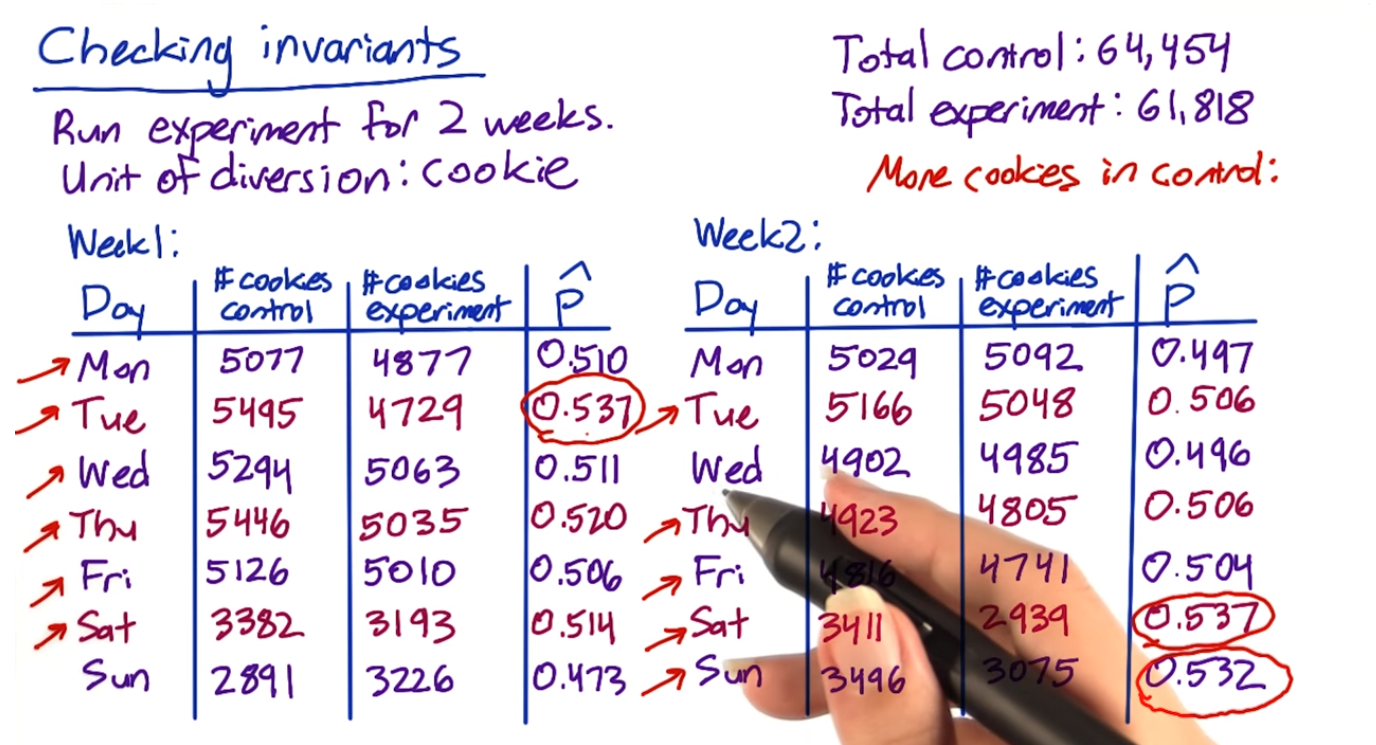 Checking invariants
Run experiment for 2 weeks.
Unit of diversion: cookie
Total control: 64,454
Total experiment: 61,818
More cookies in control:
Week1:
Day #cookies control #cookies experiment p̂
Mon 5077 4877 0.510
Tue 5495 4729 0.537
Wed 5294 5063 0.511
Thu 5446 5035 0.520
Fri 5126 5010 0.506
Sat 3382 3193 0.514
Sun 2891 3226 0.473
Week2:
Day #cookies control #cookies experiment p̂
Mon 5029 5092 0.497
Tue 5166 5048 0.506
Wed 4902 4985 0.496
Thu 4923 4805 0.506
Fri 4816 4741 0.504
Sat 3411 2939 0.537
Sun 3496 3075 0.532